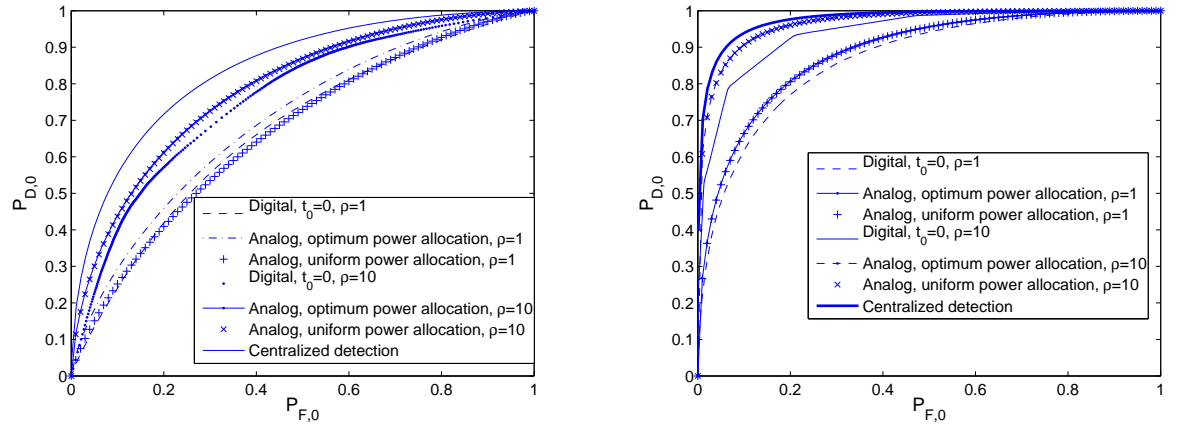 1
0.9
0.8
0.7
0.6
0.5
0.4
0.3
0.2
0.1
0
P_D,0
Digital, t_0=0, ρ=1
Analog, optimum power allocation, ρ=1
Analog, uniform power allocation, ρ=1
Digital, t_0=0, ρ=10
Analog, optimum power allocation, ρ=10
Analog, uniform power allocation, ρ=10
Centralized detection
0 0.2 0.4 0.6 0.8 1
P_F,0
1
0.9
0.8
0.7
0.6
0.5
0.4
0.3
0.2
0.1
0
P_D,0
Digital, t_0=0, ρ=1
Analog, optimum power allocation, ρ=1
Analog, uniform power allocation, ρ=1
Digital, t_0=0, ρ=10
Analog, optimum power allocation, ρ=10
Analog, uniform power allocation, ρ=10
Centralized detection
0 0.2 0.4 0.6 0.8 1
P_F,0